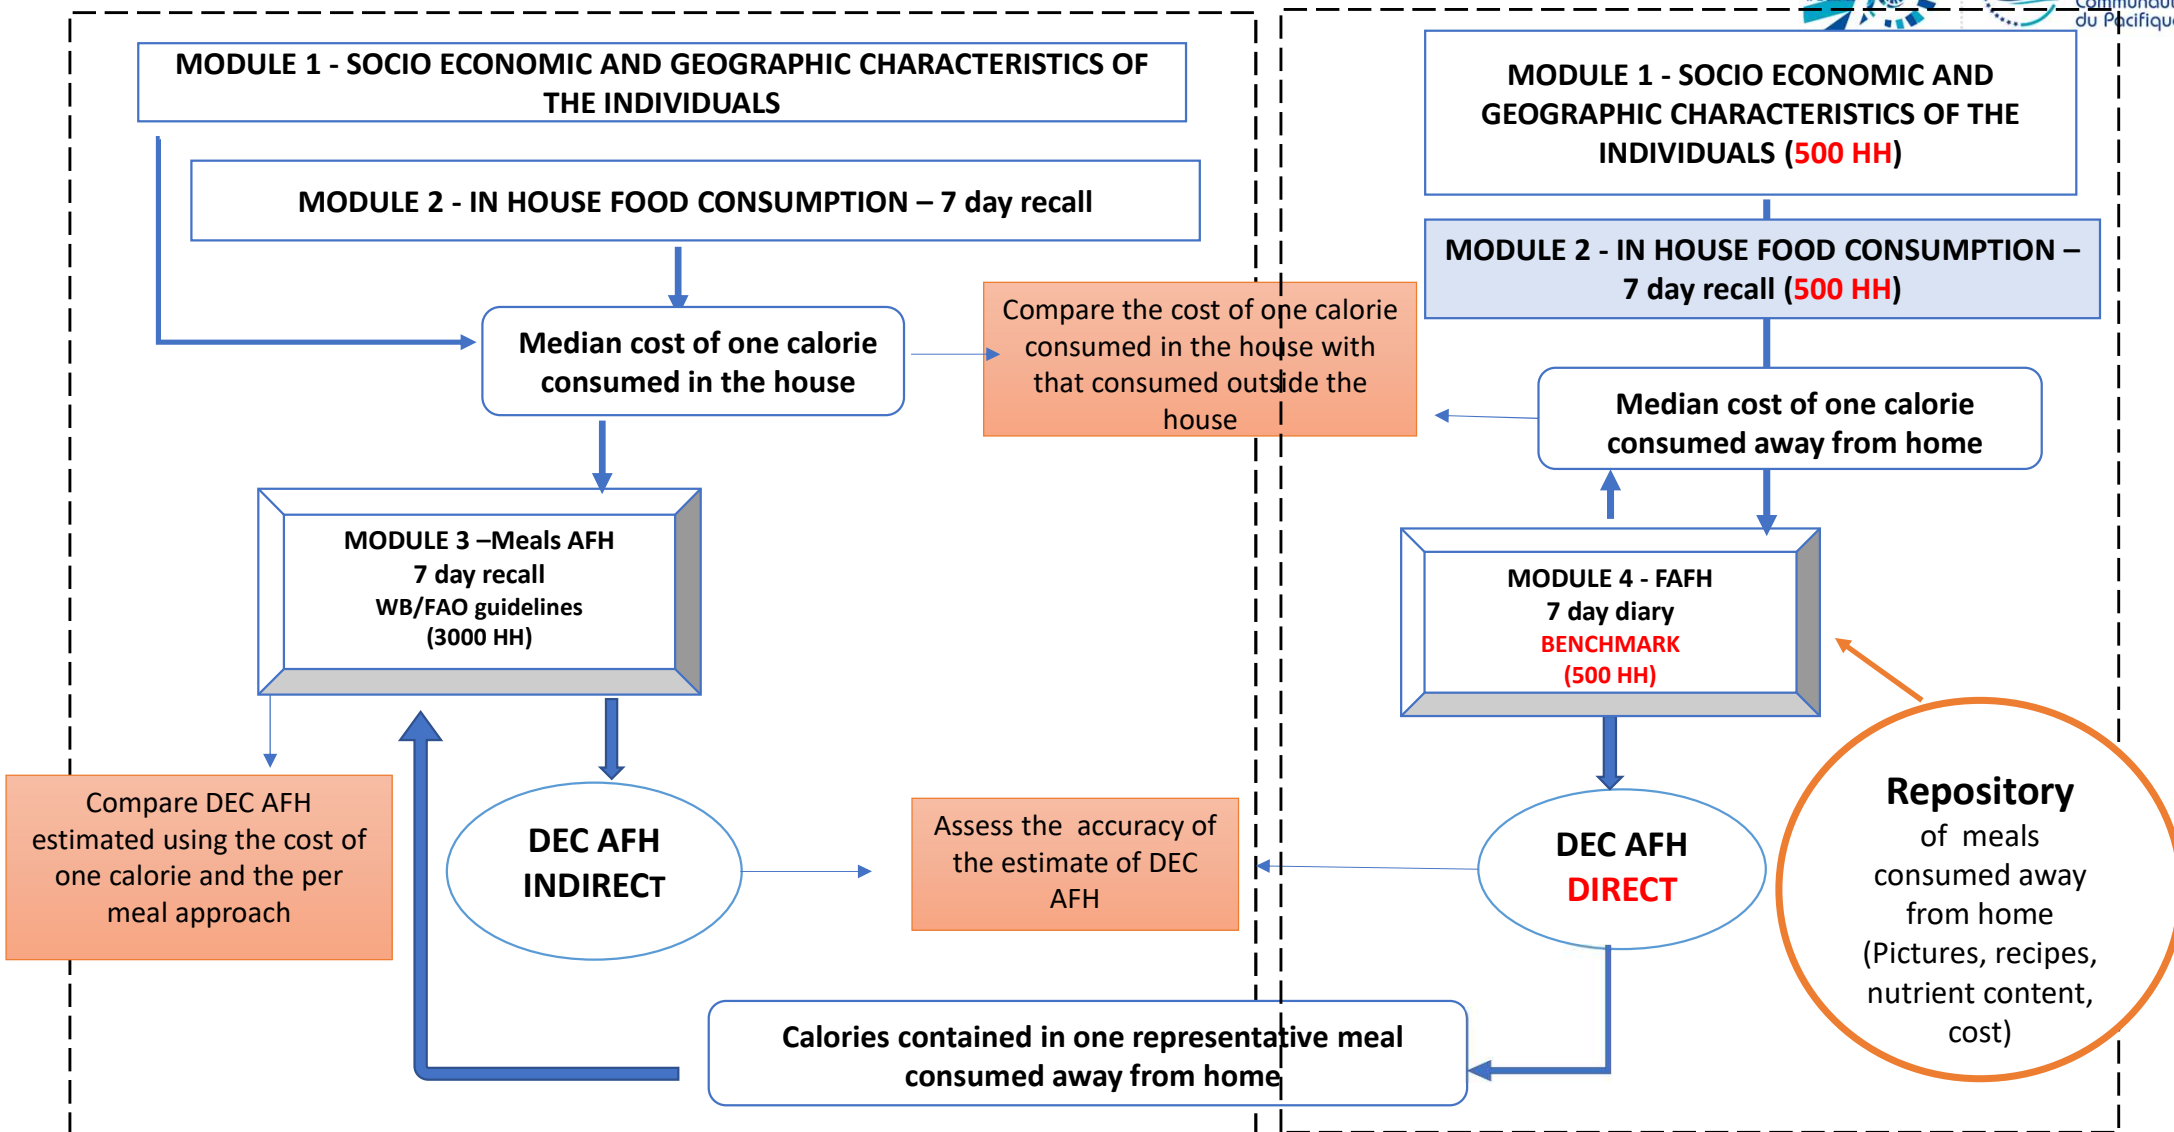 Communauté
du Pacifique
MODULE 1 - SOCIO ECONOMIC AND GEOGRAPHIC CHARACTERISTICS OF
THE INDIVIDUALS
MODULE 2 - IN HOUSE FOOD CONSUMPTION – 7 day recall
Median cost of one calorie
consumed in the house
Compare the cost of one calorie
consumed in the house with
that consumed outside the
house
MODULE 1 - SOCIO ECONOMIC AND
GEOGRAPHIC CHARACTERISTICS OF THE
INDIVIDUALS (500 HH)
MODULE 2 - IN HOUSE FOOD CONSUMPTION –
7 day recall (500 HH)
Median cost of one calorie
consumed away from home
MODULE 3 –Meals AFH
7 day recall
WB/FAO guidelines
(3000 HH)
MODULE 4 - FAFH
7 day diary
BENCHMARK
(500 HH)
Compare DEC AFH
estimated using the cost of
one calorie and the per
meal approach
DEC AFH
INDIRECT
Assess the accuracy of
the estimate of DEC
AFH
DEC AFH
DIRECT
Repository
of meals
consumed away
from home
(Pictures, recipes,
nutrient content,
cost)
Calories contained in one representative meal
consumed away from home